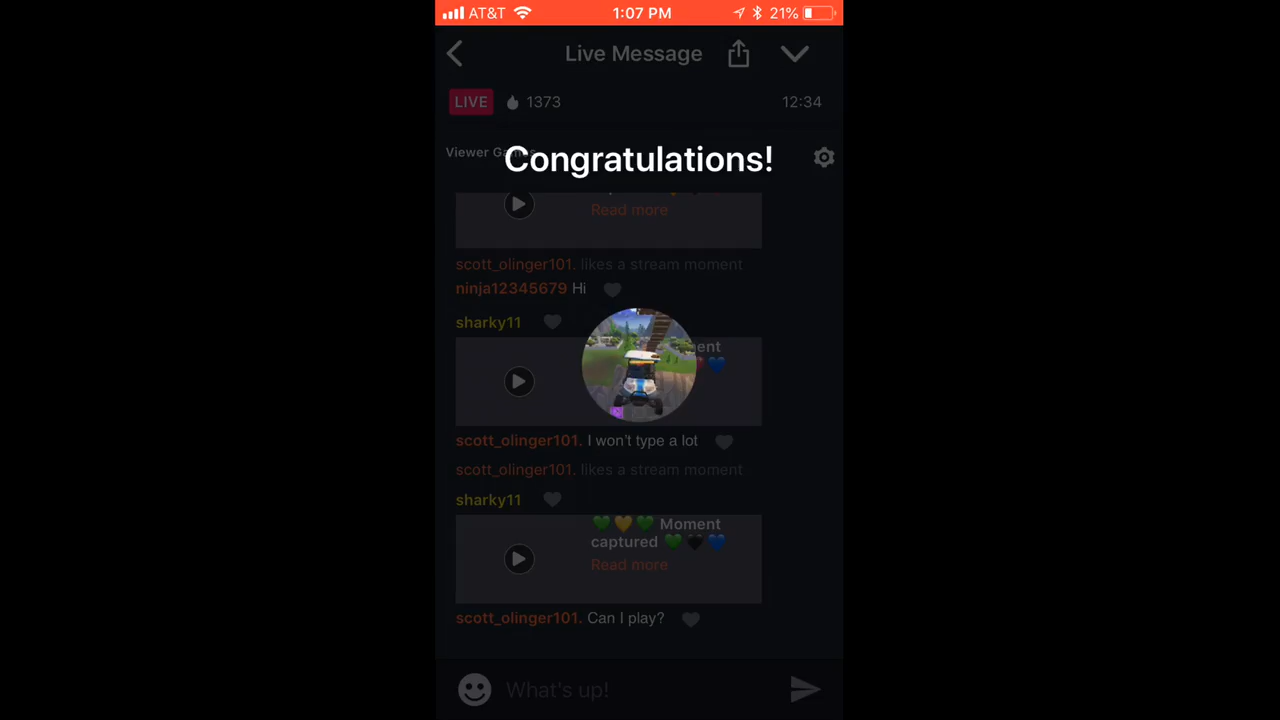 AT&T 1:07 PM 21%
Live Message
LIVE 1373 12:34
Viewer
Congratulations!
Read more
scott_olinger101. likes a stream moment
ninja12345679 Hi
sharky11
scott_olinger101. I won't type a lot
scott_olinger101. likes a stream moment
sharky11
💚 💛 💚 Moment
captured 💚 🖤 💙
Read more
scott_olinger101. Can I play?
What's up!